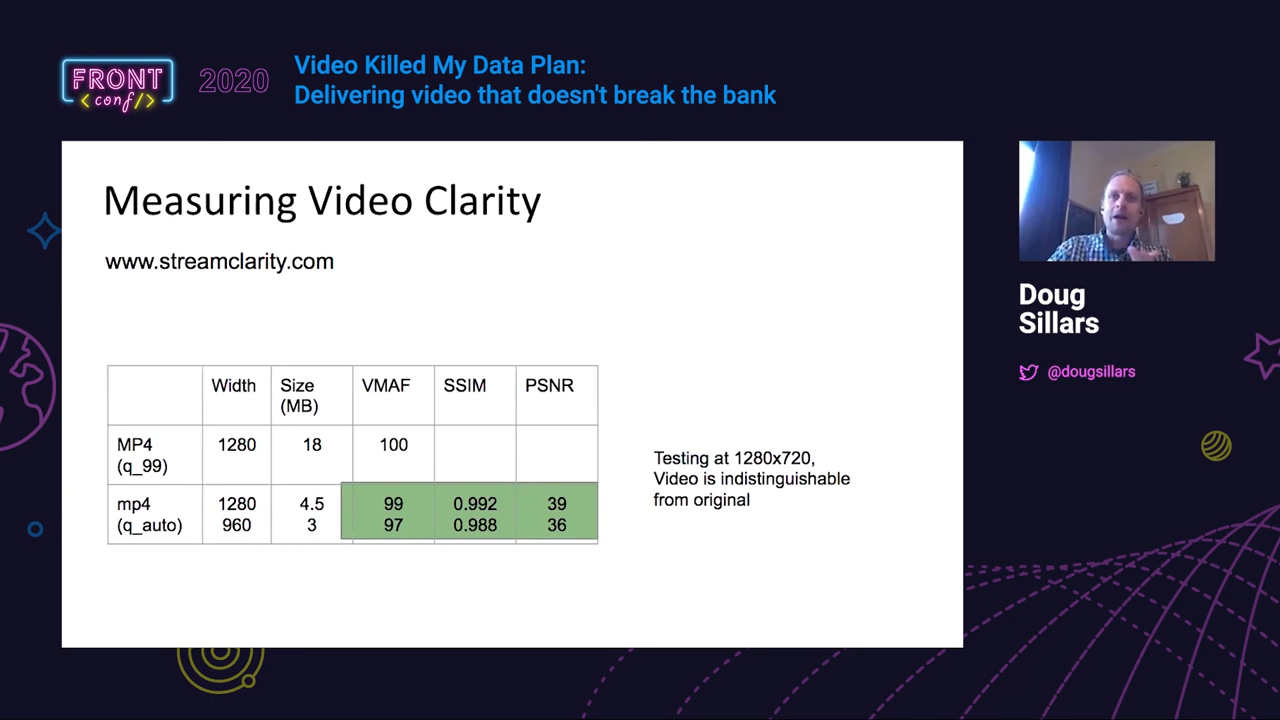 FRONT
<conf/>
2020
Video Killed My Data Plan:
Delivering video that doesn't break the bank
Measuring Video Clarity
www.streamclarity.com
Width Size (MB) VMAF SSIM PSNR
MP4 (q_99) 1280 18 100
mp4 1280 4.5 99 0.992 39
(q_auto) 960 3 97 0.988 36
Testing at 1280x720,
Video is indistinguishable
from original
Doug
Sillars
@dougsillars